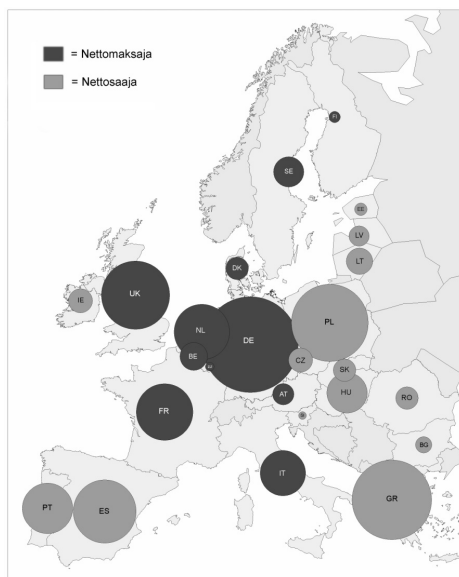 = Nettomaksaja
= Nettosaaja
FI
SE
EE
LV
LT
DK
IE
UK
PL
NL
DE
BE
CZ
SK
AT
HU
RO
FR
BG
IT
GR
PT
ES